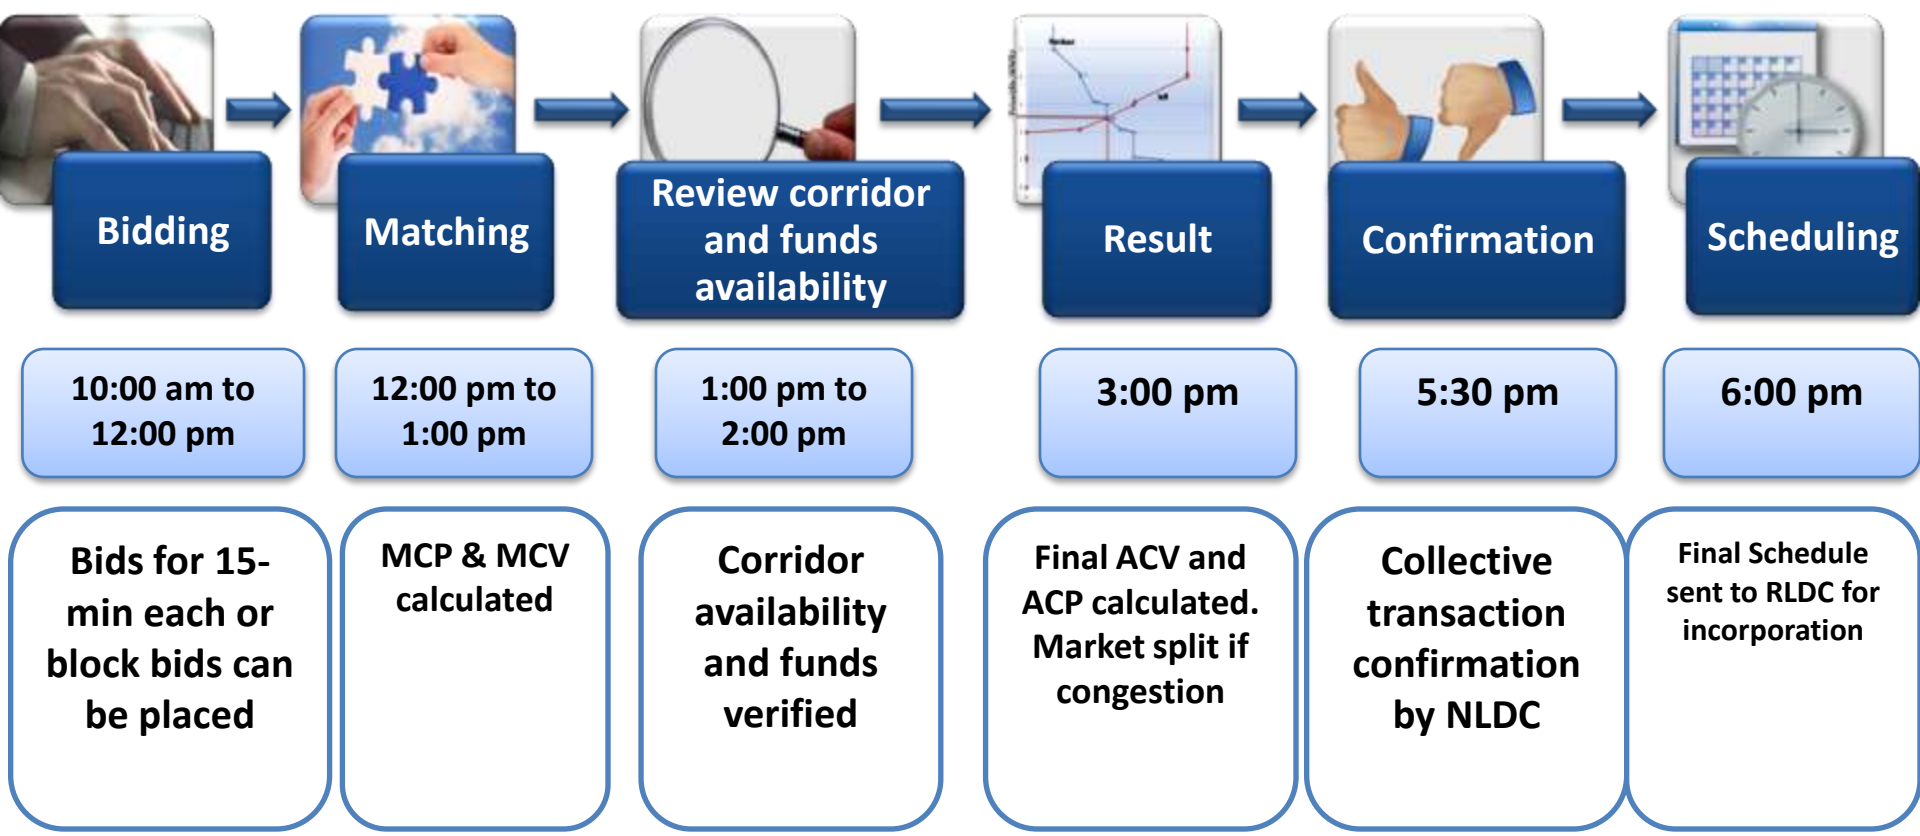 Bidding
Matching
Review corridor
and funds
availability
Result
Confirmation
Scheduling
10:00 am to
12:00 pm
12:00 pm to
1:00 pm
1:00 pm to
2:00 pm
3:00 pm
5:30 pm
6:00 pm
Bids for 15-
min each or
block bids can
be placed
MCP & MCV
calculated
Corridor
availability
and funds
verified
Final ACV and
ACP calculated.
Market split if
congestion
Collective
transaction
confirmation
by NLDC
Final Schedule
sent to RLDC for
incorporation